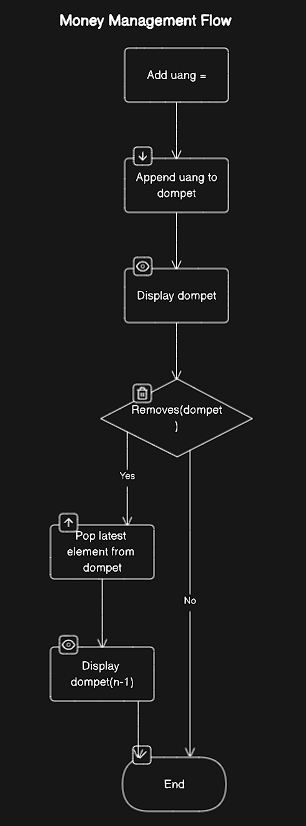 Money Management Flow
Add uang =
Append uang to
dompet
Display dompet
Removes(dompet
)
Yes
Pop latest
element from
dompet
No
Display
dompet(n-1)
End